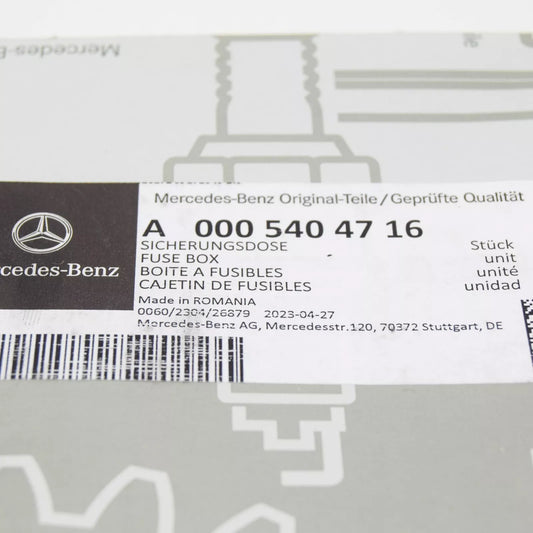 Mercedes-B
Mercedes-Benz Original-Teile/Geprüfte Qualität
A 000 540 47 16
SICHERUNGSDOSE Stück
FUSE BOX unit
BOITE A FUSIBLES unité
CAJETIN DE FUSIBLES unidad
rcedes-Benz
Made in ROMANIA
0060/2304/26879 2023-04-27
Mercedes-Benz AG, Mercedesstr.120, 70372 Stuttgart, DE